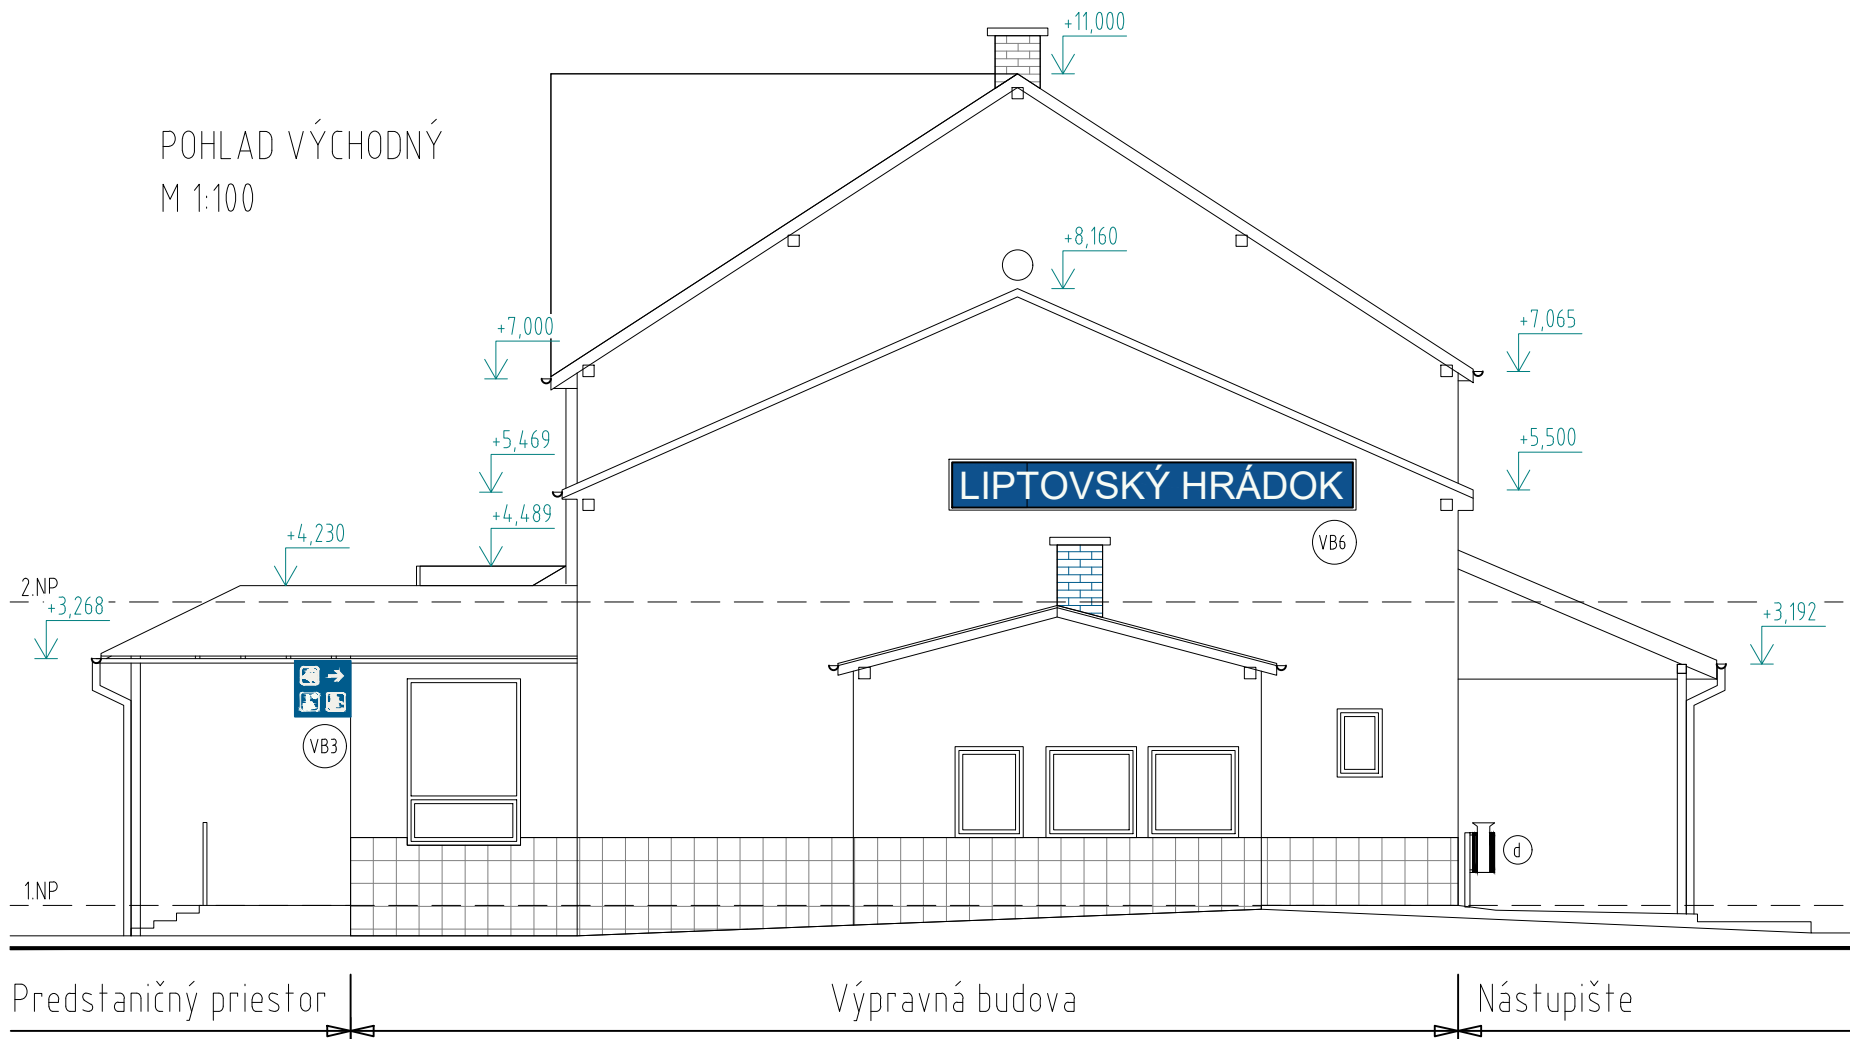 +11,000
POHLAD VÝCHODNÝ
M 1:100
+8,160
+7,000
+7,065
+5,469
+5,500
LIPTOVSKÝ HRÁDOK
+4,489
+4,230
VB6
2.NP
+3,268
+3,192
VB3
d
1.NP
Predstaničný priestor
Výpravná budova
Nástupište